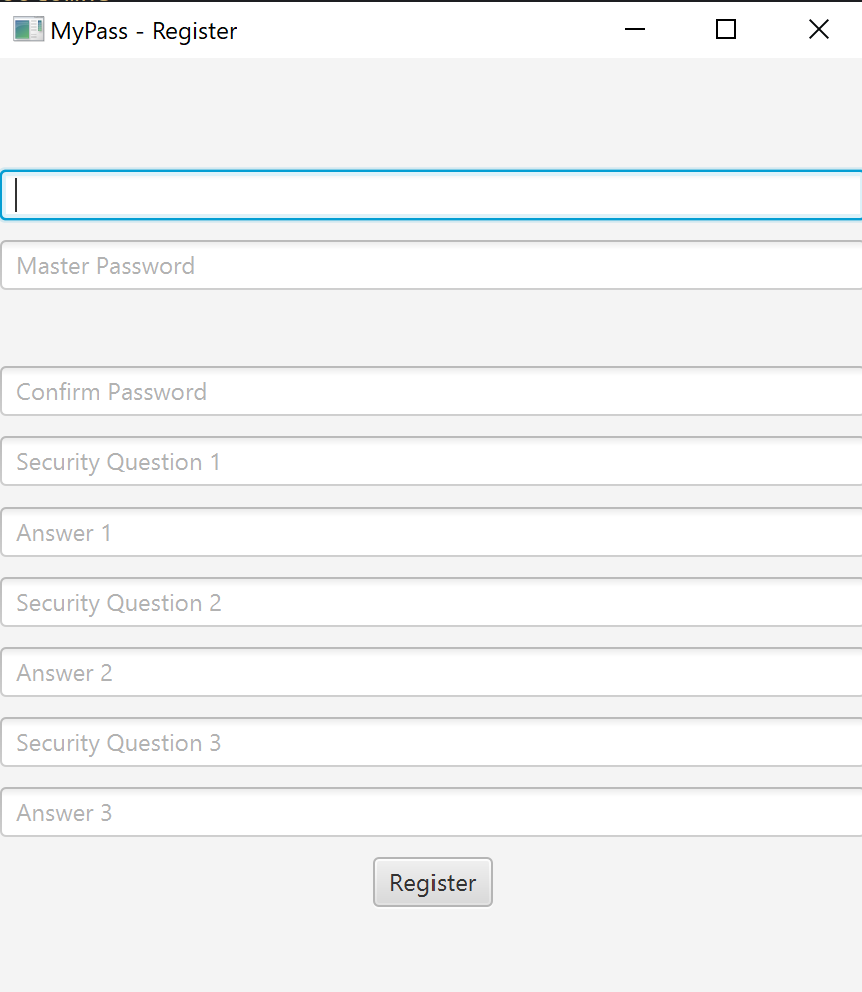 MyPass - Register
Master Password
Confirm Password
Security Question 1
Answer 1
Security Question 2
Answer 2
Security Question 3
Answer 3
Register